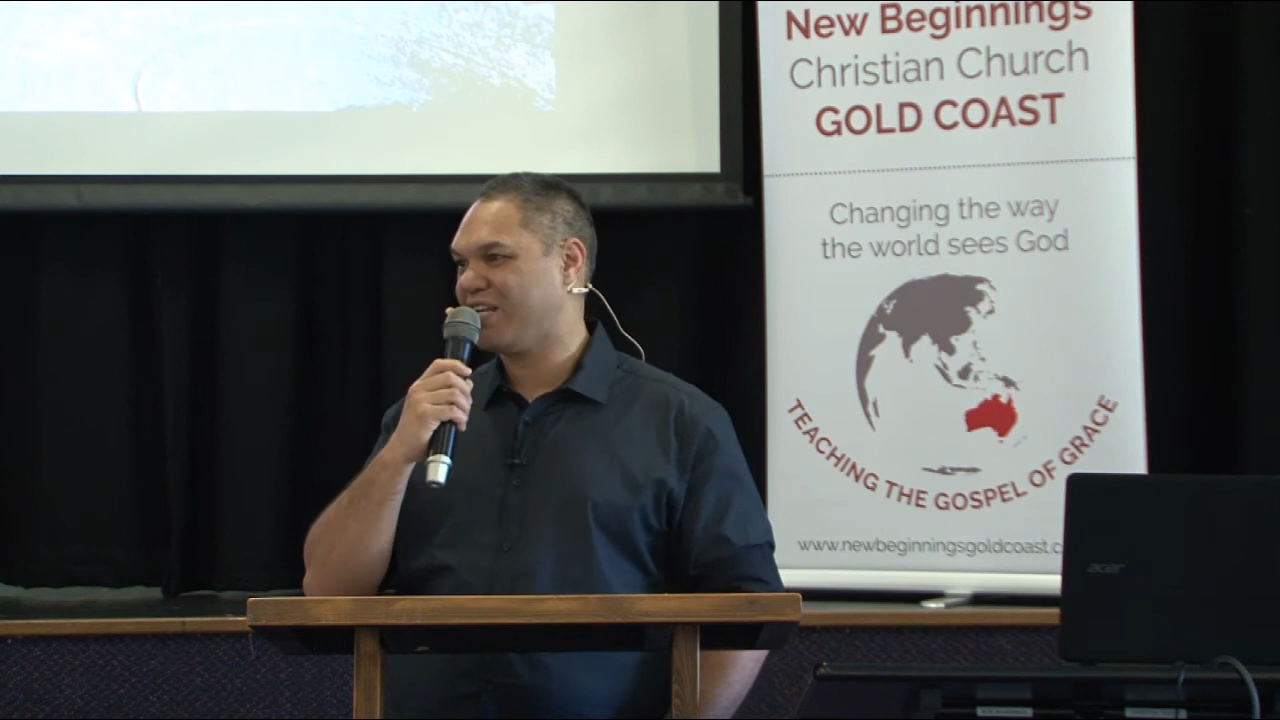 New Beginnings
Christian Church
GOLD COAST
Changing the way
the world sees God
TEACHING THE GOSPEL OF GRACE
www.newbeginningsgoldcoast.c
acer